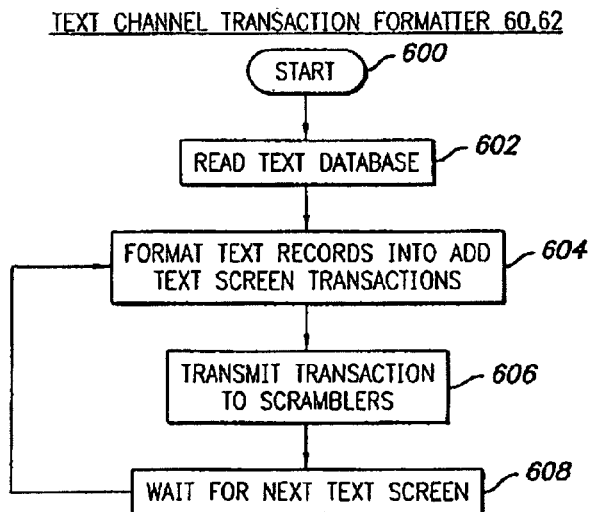 TEXT CHANNEL TRANSACTION FORMATTER 60,62
START
600
READ TEXT DATABASE
602
FORMAT TEXT RECORDS INTO ADD
TEXT SCREEN TRANSACTIONS
604
TRANSMIT TRANSACTION
TO SCRAMBLERS
606
WAIT FOR NEXT TEXT SCREEN
608